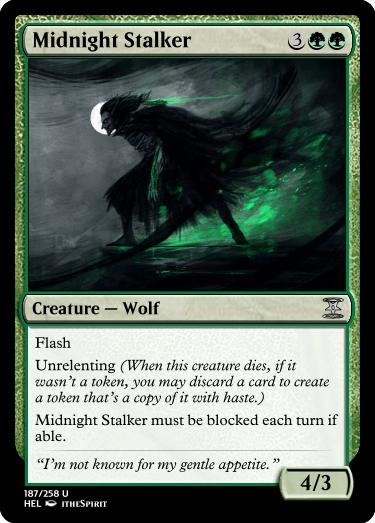 Midnight Stalker 3
Creature — Wolf
Flash
Unrelenting (When this creature dies, if it
wasn't a token, you may discard a card to create
a token that's a copy of it with haste.)
Midnight Stalker must be blocked each turn if
able.
"I'm not known for my gentle appetite."
4/3
187/258 U
HEL ITHESPIRIT